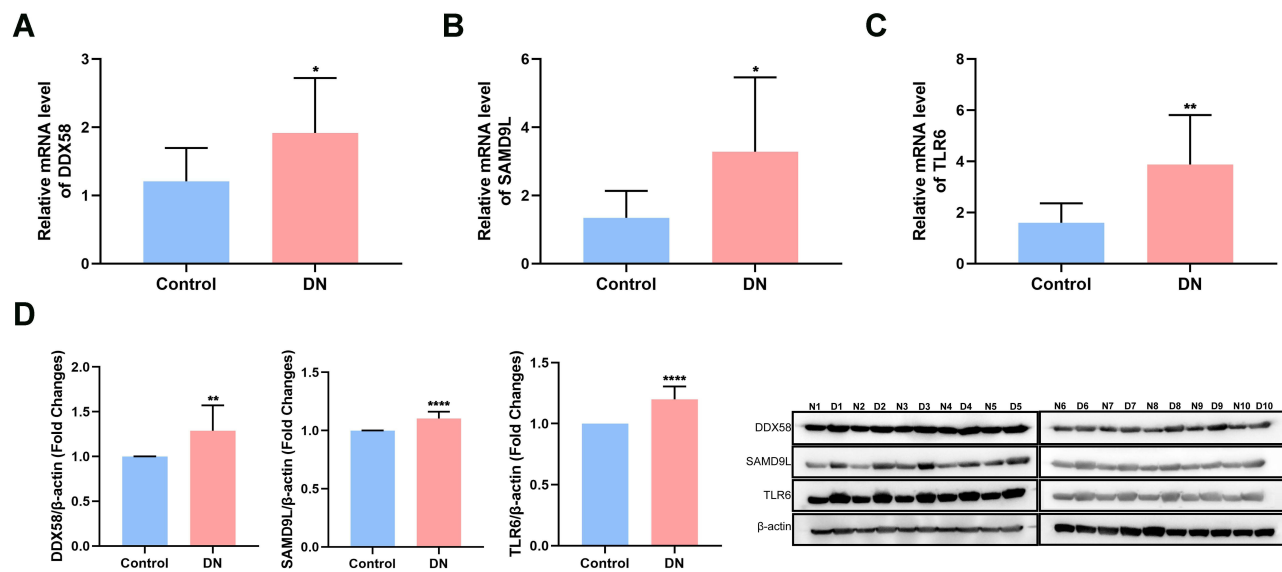 A
Relative mRNA level
of DDX58
3
2
1
0
*
Control
DN
B
Relative mRNA level
of SAMD9L
6
4
2
0
*
Control
DN
C
Relative mRNA level
of TLR6
8
6
4
2
0
**
Control
DN
D
DDX58/β-actin (Fold Changes)
2.0
1.5
1.0
0.5
0.0
**
Control
DN
SAMD9L/β-actin (Fold Changes)
1.5
1.0
0.5
0.0
****
Control
DN
TLR6/β-actin (Fold Changes)
1.5
1.0
0.5
0.0
****
Control
DN
N1 D1 N2 D2 N3 D3 N4 D4 N5 D5
N6 D6 N7 D7 N8 D8 N9 D9 N10 D10
DDX58
SAMD9L
TLR6
β-actin